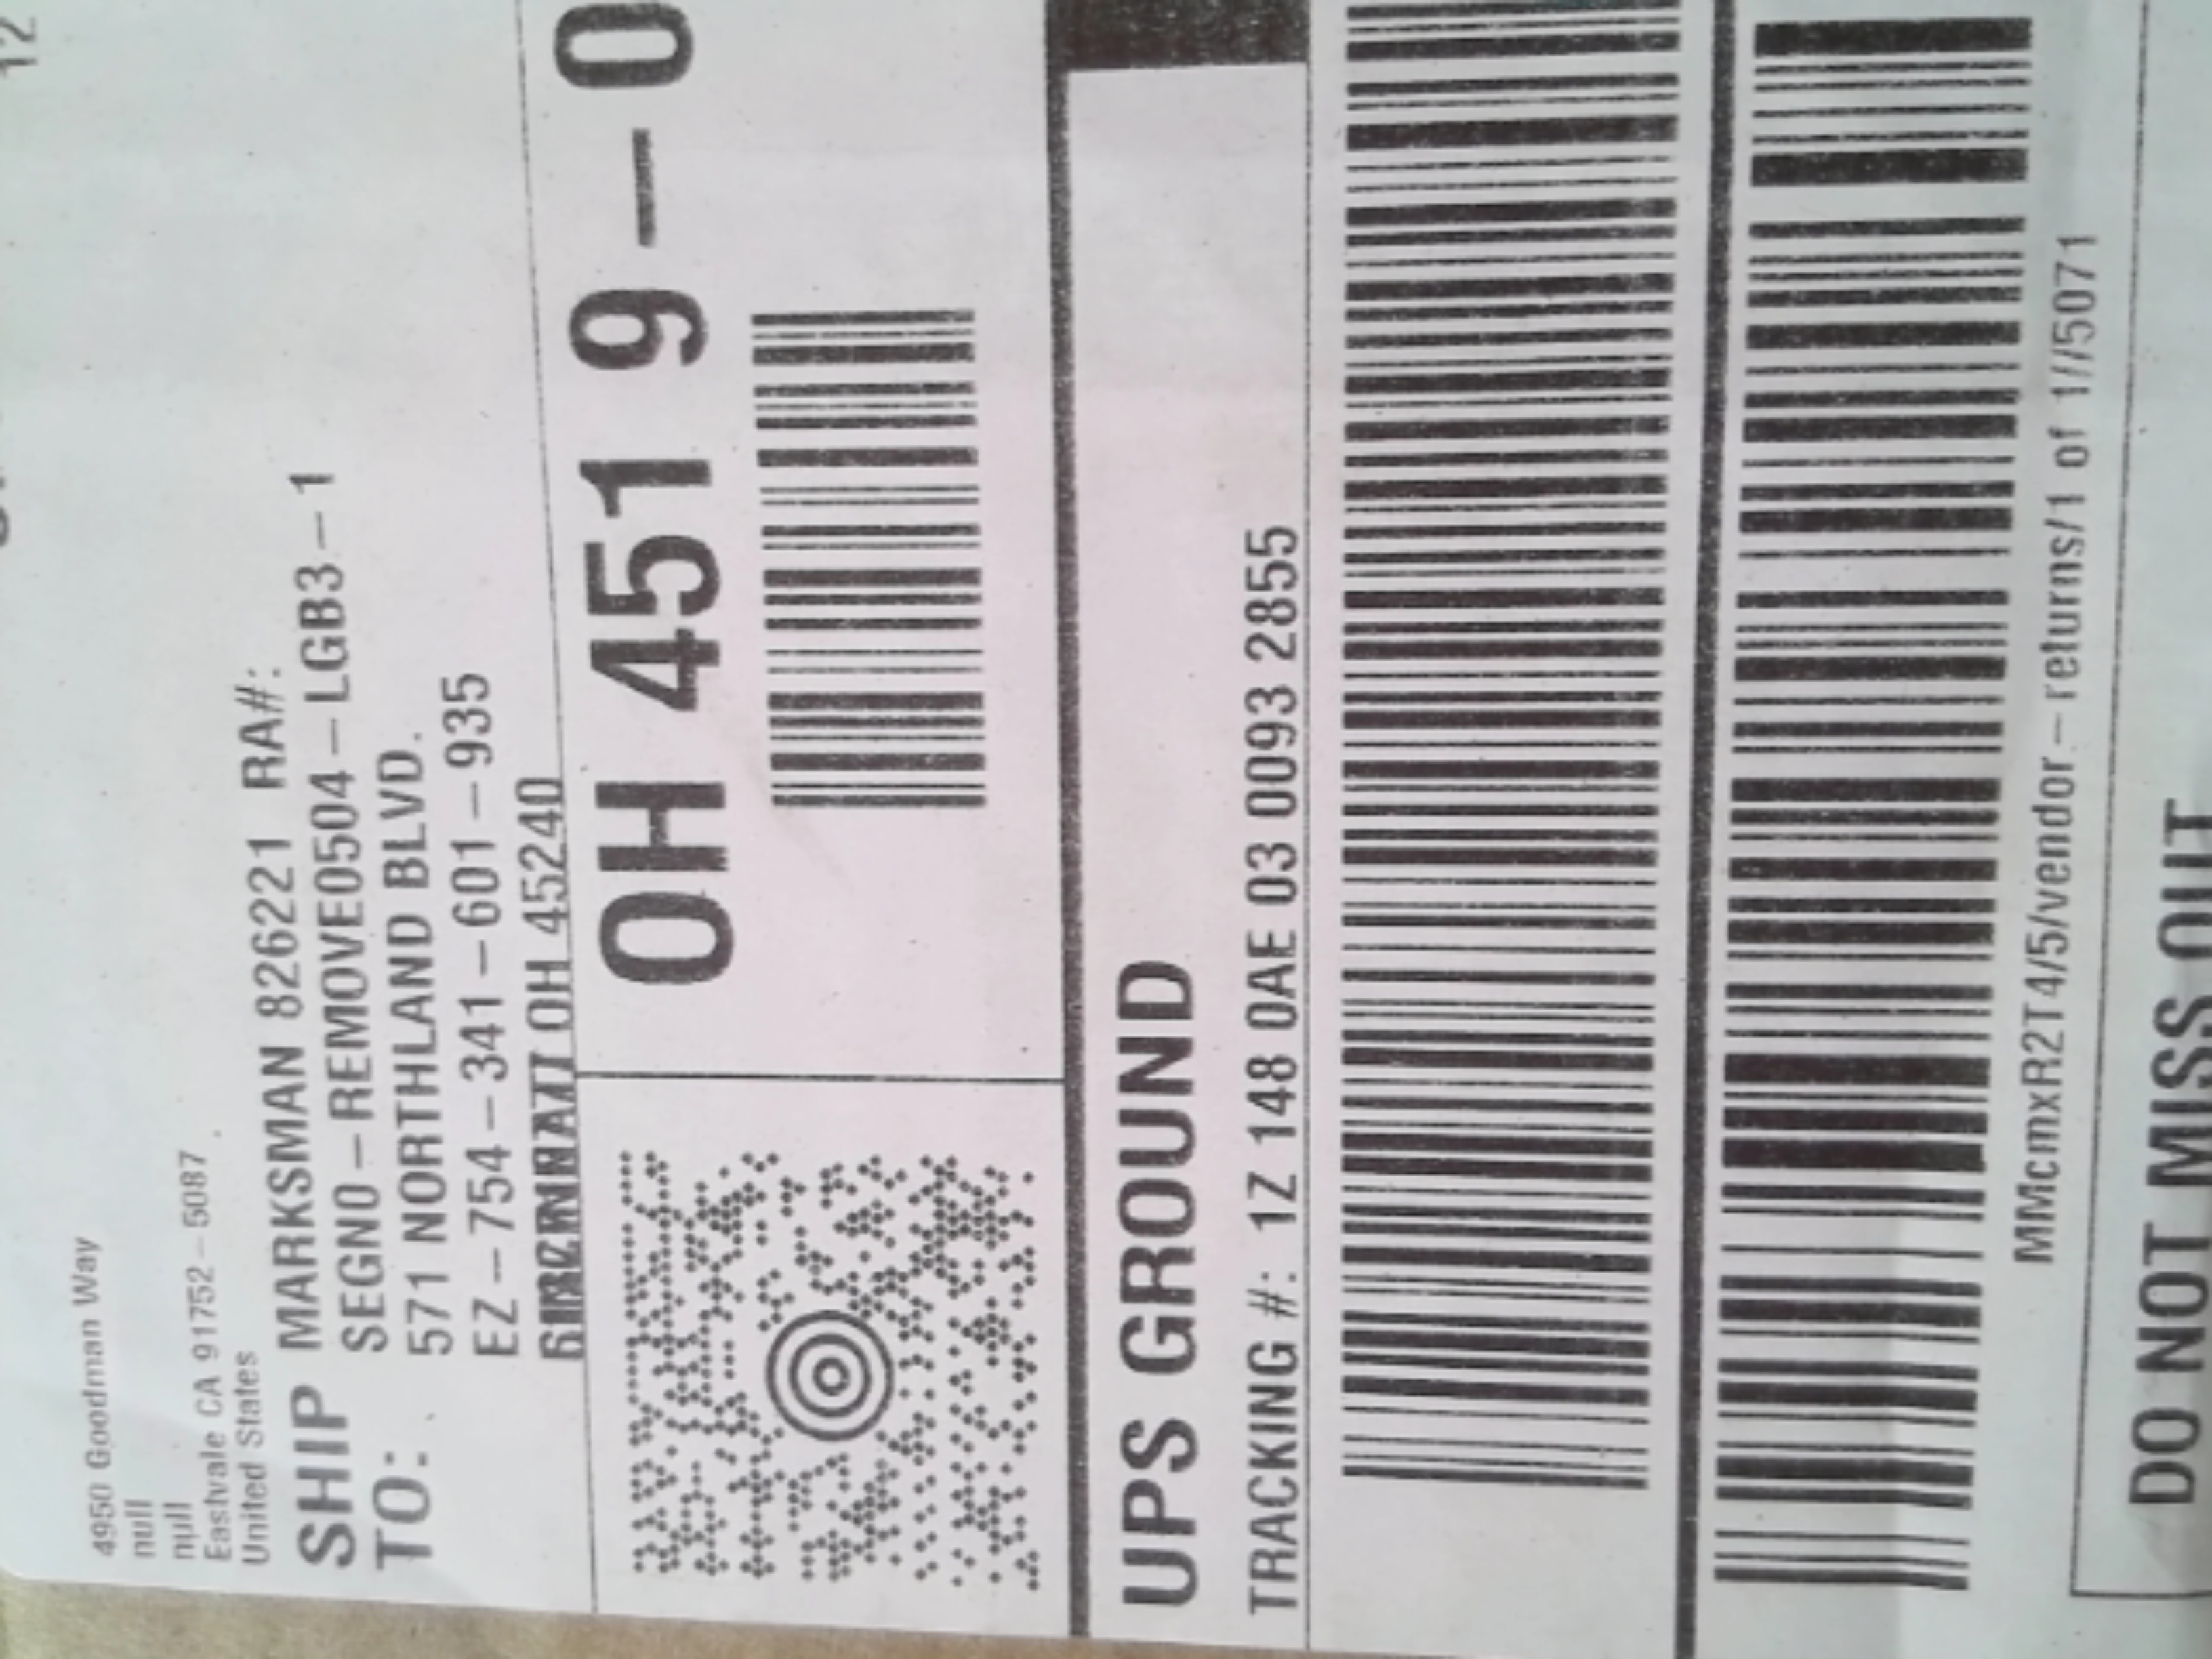 12
4950 Goodman Way
null
null
Eastvale CA 91752-5087
United States
SHIP
TO:
MARKSMAN 826221 RA#:
SEGNO-REMOVE0504-LGB3-1
571 NORTHLAND BLVD.
EZ-754-341-601-935
OH 45240
OH 451 9-0
UPS GROUND
TRACKING #: 1Z 148 0AE 03 0093 2855
MMcmxR2T4/5/vendor-returns/1 of 1//5071
DO NOT MISS OUT